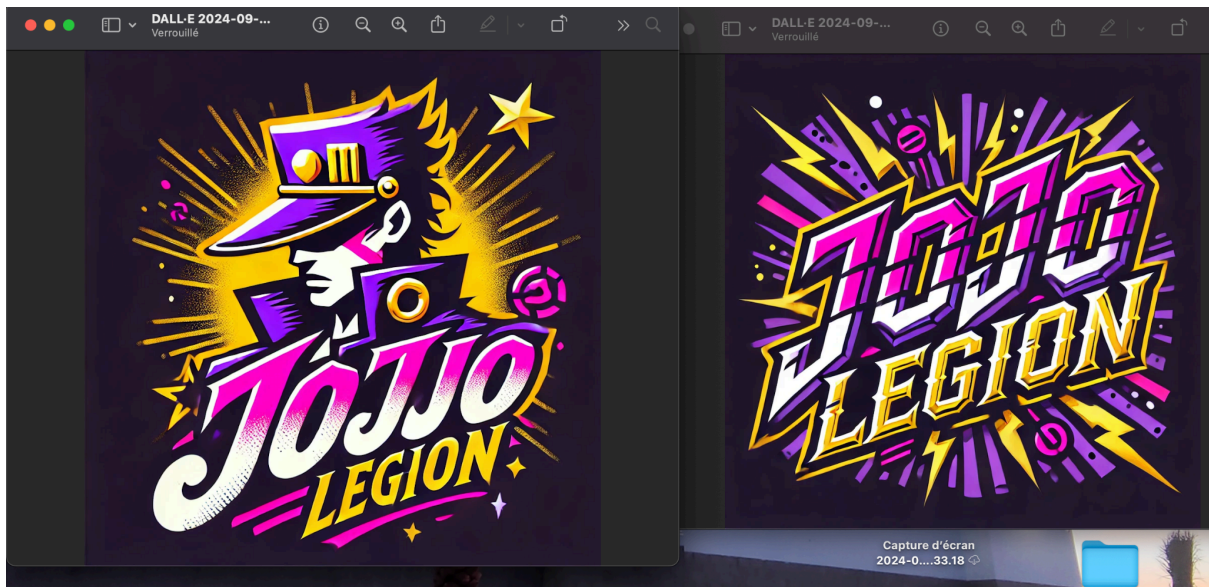 DALL·E 2024-09-...
Verrouillé
JOJJO
LEGION
DALL·E 2024-09-...
Verrouillé
JOJO
LEGION
Capture d'écran
2024-0....33.18